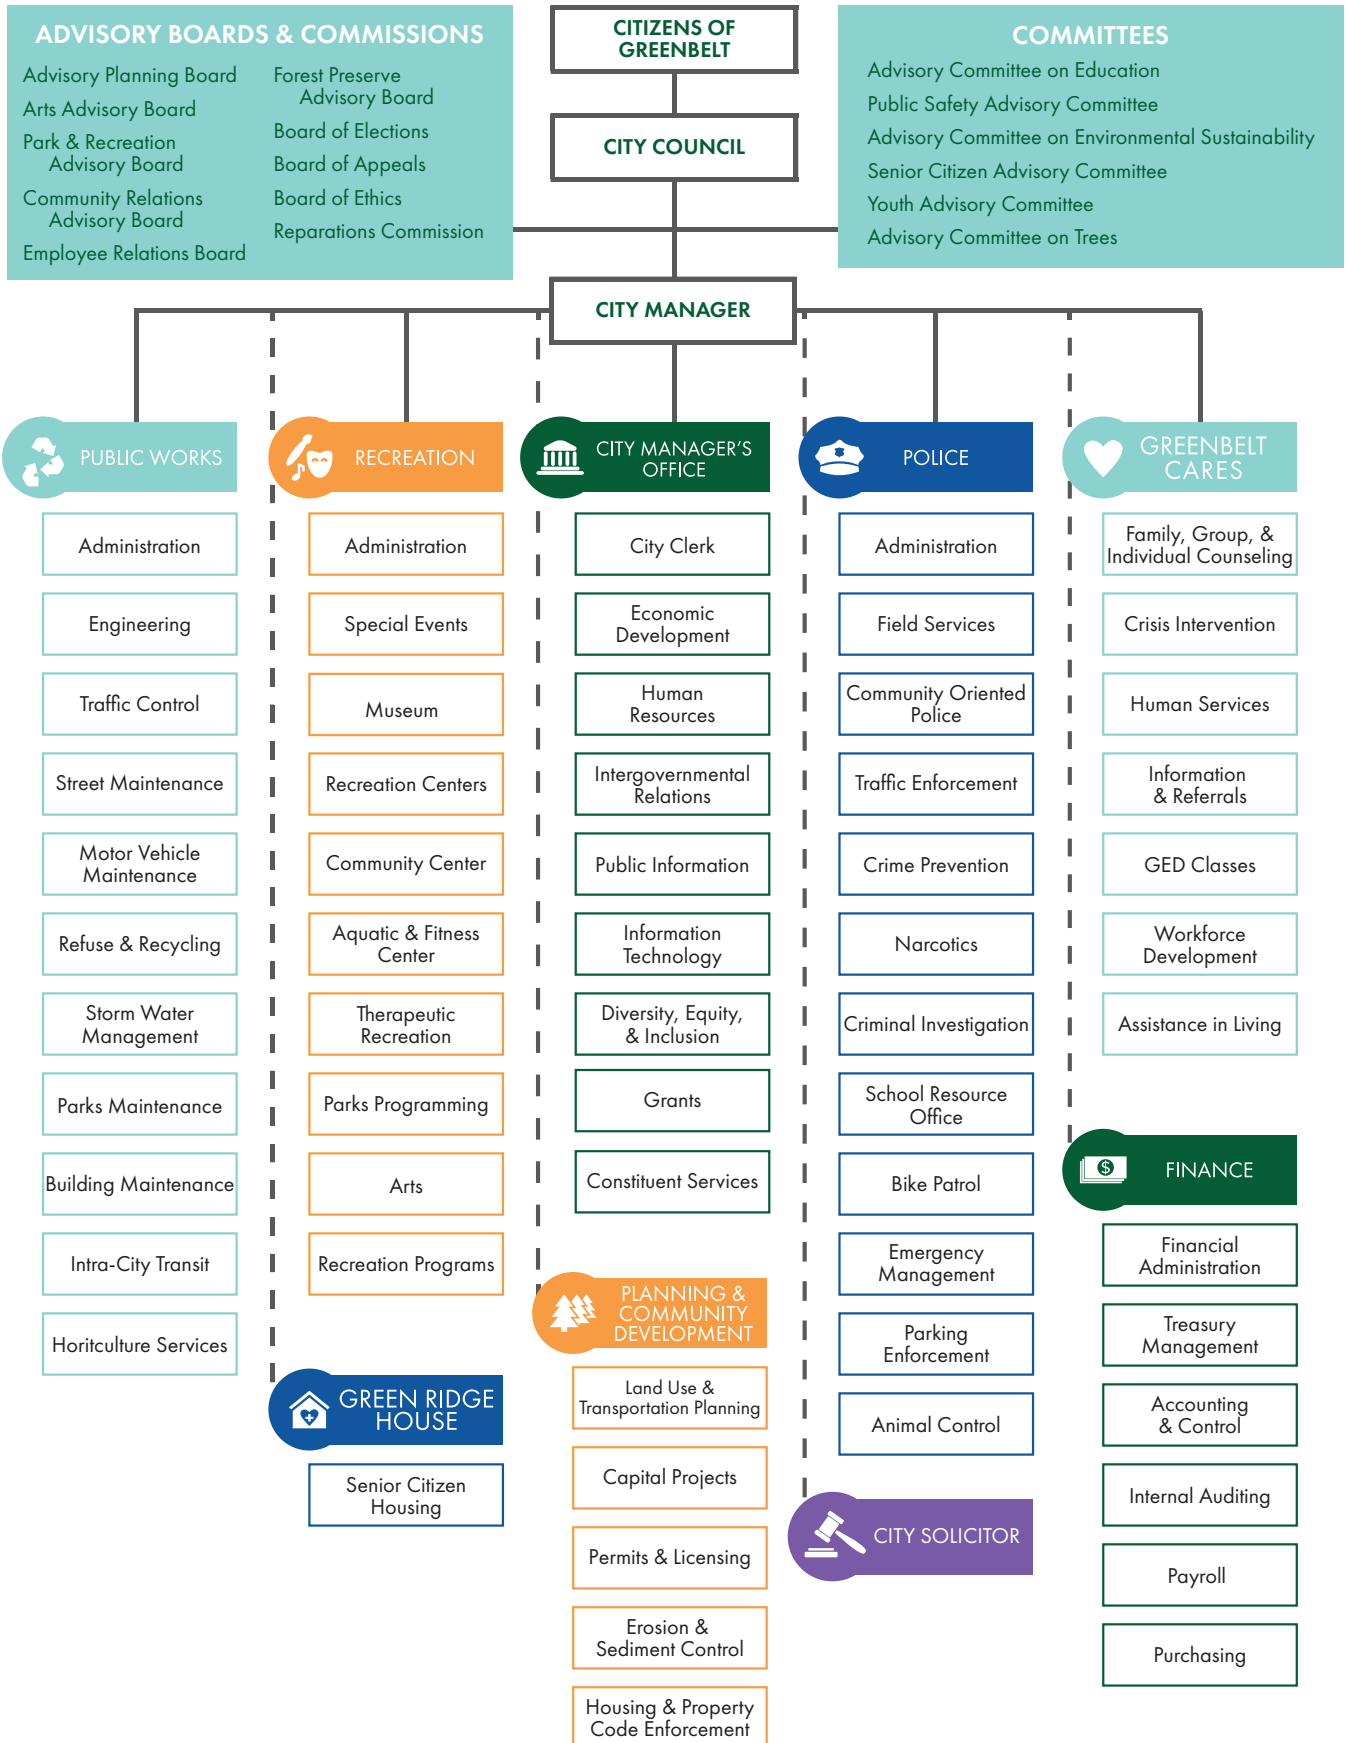 ADVISORY BOARDS & COMMISSIONS
Advisory Planning Board
Arts Advisory Board
Park & Recreation
Advisory Board
Community Relations
Advisory Board
Employee Relations Board
Forest Preserve
Advisory Board
Board of Elections
Board of Appeals
Board of Ethics
Reparations Commission
CITIZENS OF
GREENBELT
CITY COUNCIL
COMMITTEES
Advisory Committee on Education
Public Safety Advisory Committee
Advisory Committee on Environmental Sustainability
Senior Citizen Advisory Committee
Youth Advisory Committee
Advisory Committee on Trees
CITY MANAGER
PUBLIC WORKS
Administration
Engineering
Traffic Control
Street Maintenance
Motor Vehicle
Maintenance
Refuse & Recycling
Storm Water
Management
Parks Maintenance
Building Maintenance
Intra-City Transit
Horitculture Services
RECREATION
Administration
Special Events
Museum
Recreation Centers
Community Center
Aquatic & Fitness
Center
Therapeutic
Recreation
Parks Programming
Arts
Recreation Programs
GREEN RIDGE
HOUSE
Senior Citizen
Housing
CITY MANAGER'S
OFFICE
City Clerk
Economic
Development
Human
Resources
Intergovernmental
Relations
Public Information
Information
Technology
Diversity, Equity,
& Inclusion
Grants
Constituent Services
PLANNING &
COMMUNITY
DEVELOPMENT
Land Use &
Transportation Planning
Capital Projects
Permits & Licensing
Erosion &
Sediment Control
Housing & Property
Code Enforcement
POLICE
Administration
Field Services
Community Oriented
Police
Traffic Enforcement
Crime Prevention
Narcotics
Criminal Investigation
School Resource
Office
Bike Patrol
Emergency
Management
Parking
Enforcement
Animal Control
CITY SOLICITOR
GREENBELT
CARES
Family, Group, &
Individual Counseling
Crisis Intervention
Human Services
Information
& Referrals
GED Classes
Workforce
Development
Assistance in Living
$
FINANCE
Financial
Administration
Treasury
Management
Accounting
& Control
Internal Auditing
Payroll
Purchasing